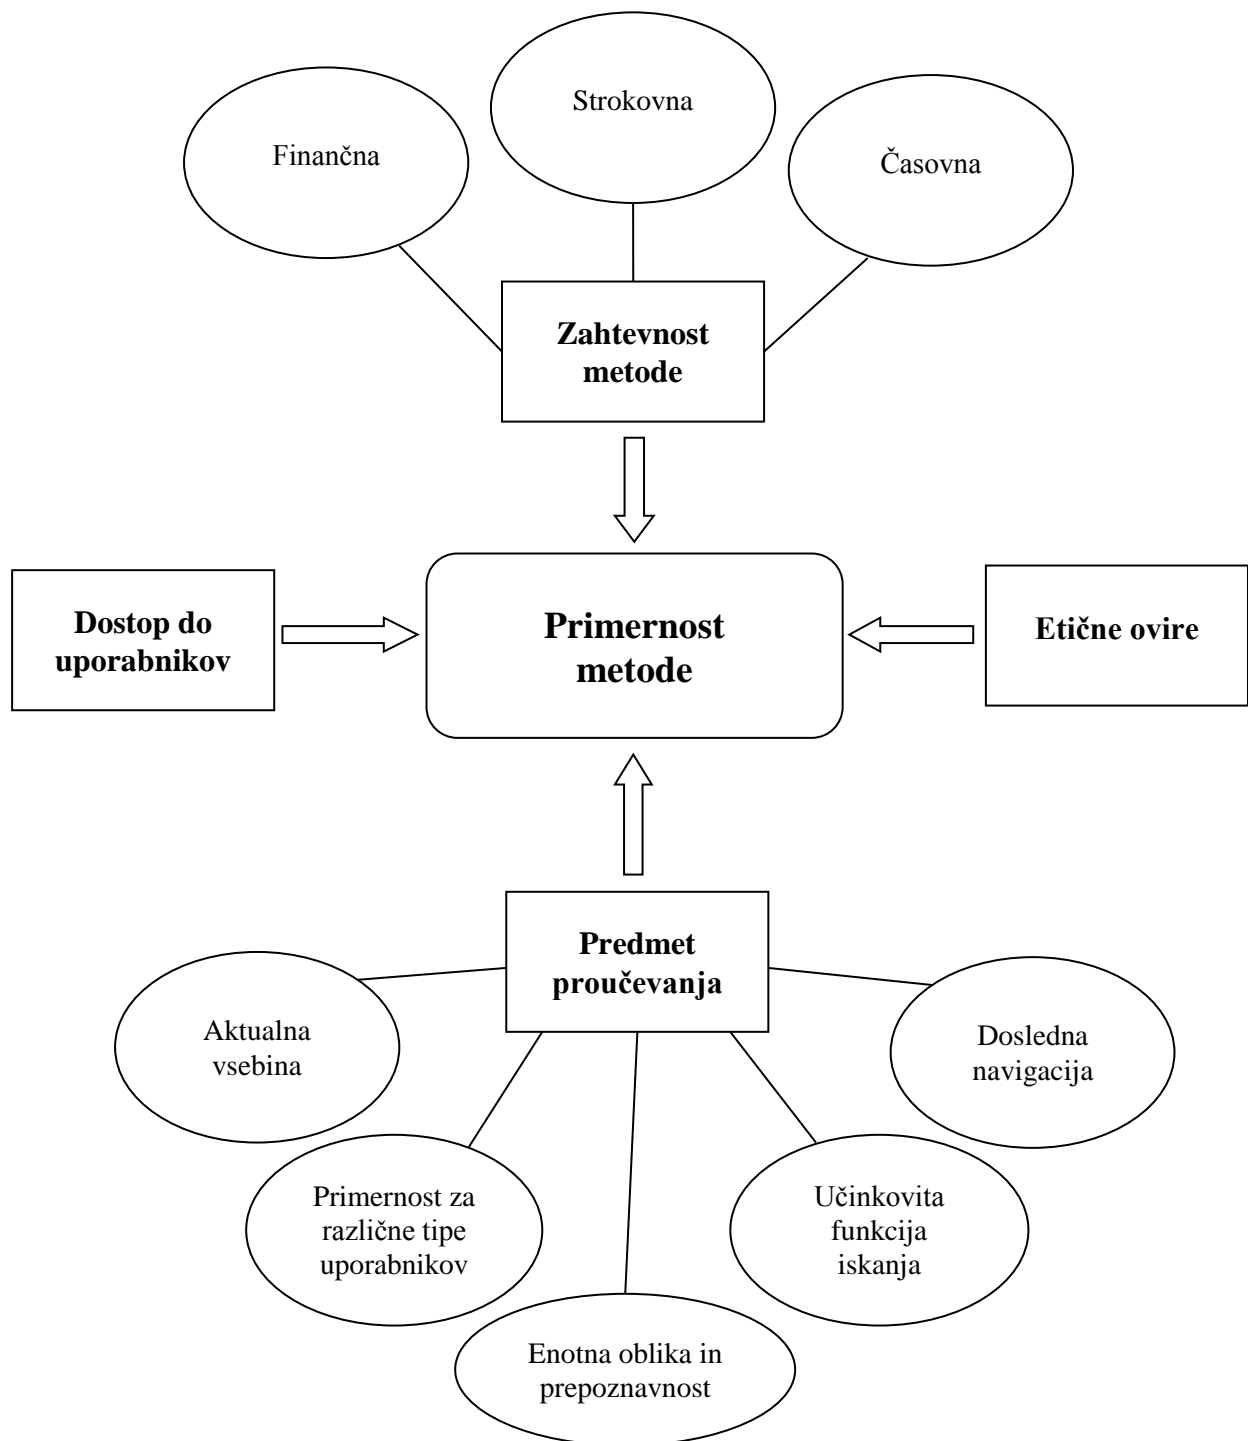 Strokovna
Finančna
Časovna
Zahtevnost
metode
Dostop do
uporabnikov
Primernost
metode
Etične ovire
Predmet
proučevanja
Aktualna
vsebina
Dosledna
navigacija
Primernost za
različne tipe
uporabnikov
Učinkovita
funkcija
iskanja
Enotna oblika in
prepoznavnost